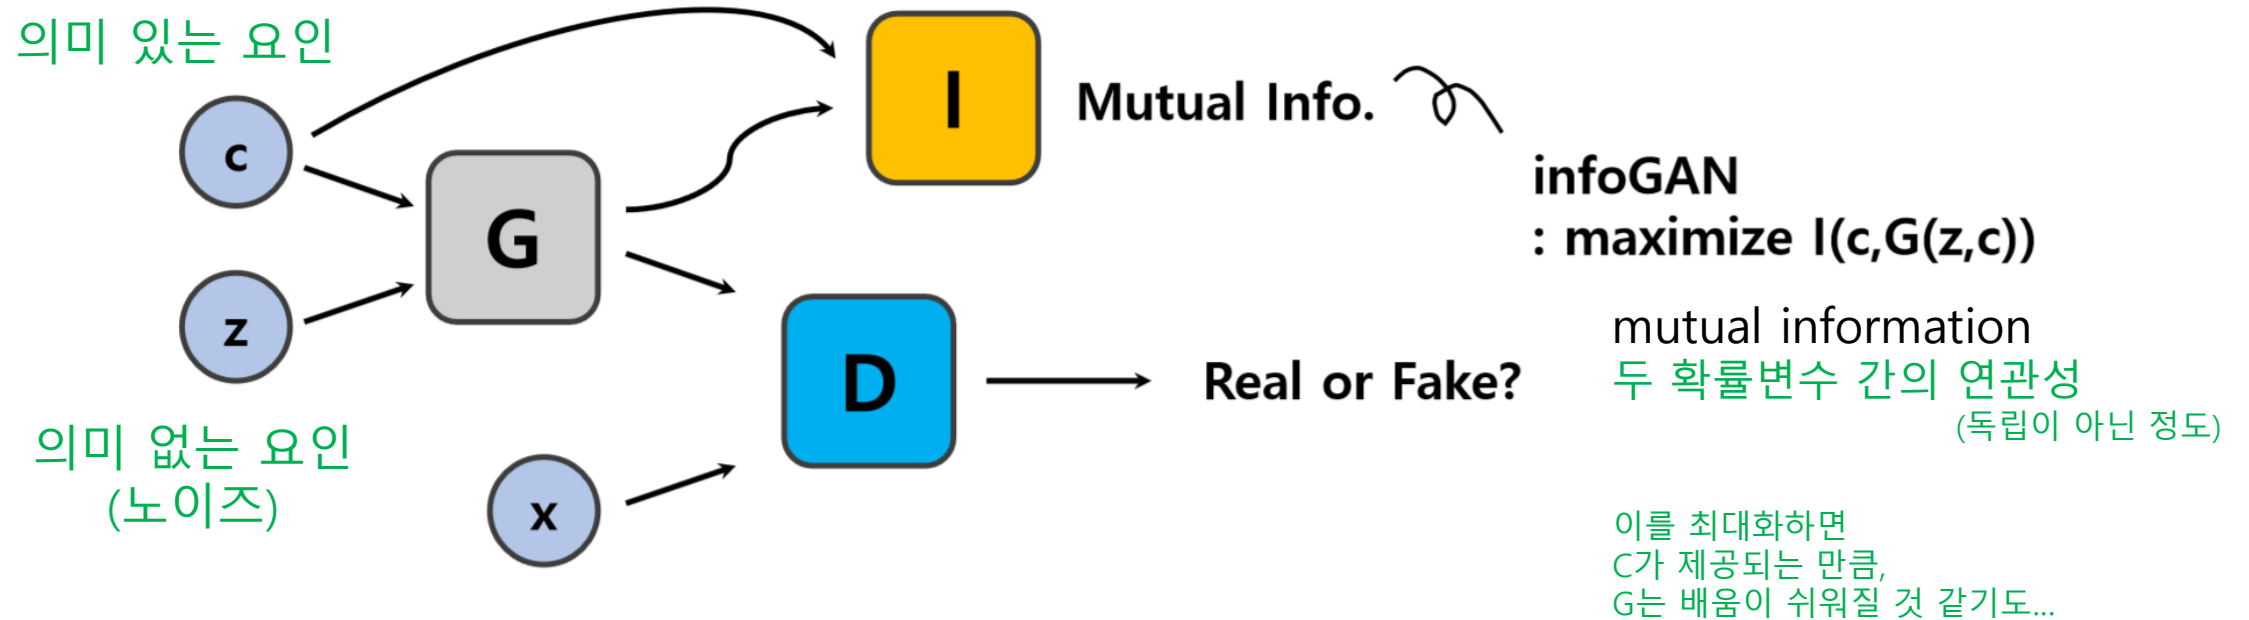 의미 있는 요인
c
z
의미 없는 요인
(노이즈)
G
x
I
Mutual Info.
D
Real or Fake?
infoGAN
: maximize I(c,G(z,c))
mutual information
두 확률변수 간의 연관성
(독립이 아닌 정도)
이를 최대화하면
C가 제공되는 만큼,
G는 배움이 쉬워질 것 같기도...